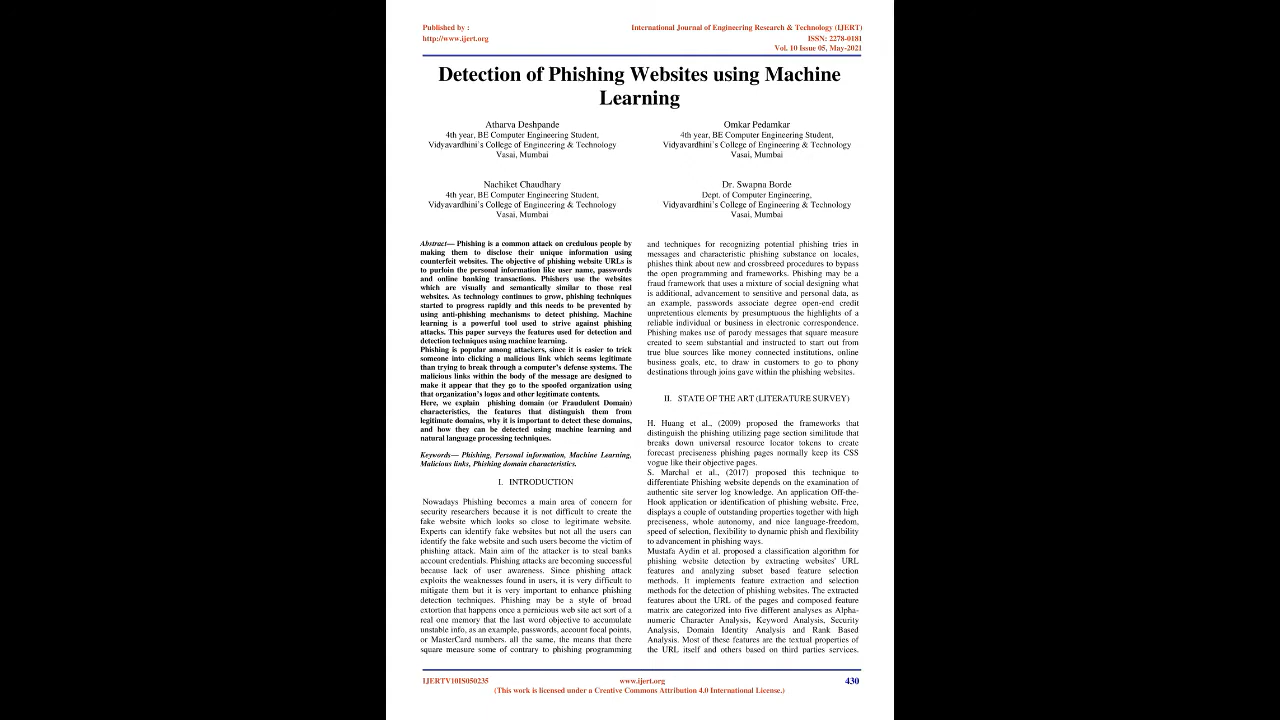 Published by :
http://www.ijert.org
International Journal of Engineering Research & Technology (IJERT)
ISSN: 2278-0181
Vol. 10 Issue 05, May-2021
Detection of Phishing Websites using Machine
Learning
Atharva Deshpande
4th year, BE Computer Engineering Student,
Vidyavardhini's College of Engineering & Technology
Vasai, Mumbai
Omkar Pedamkar
4th year, BE Computer Engineering Student,
Vidyavardhini's College of Engineering & Technology
Vasai, Mumbai
Nachiket Chaudhary
4th year, BE Computer Engineering Student,
Vidyavardhini's College of Engineering & Technology
Vasai, Mumbai
Dr. Swapna Borde
Dept. of Computer Engineering,
Vidyavardhini's College of Engineering & Technology
Vasai, Mumbai
Abstract— Phishing is a common attack on credulous people by
making them to disclose their unique information using
counterfeit websites. The objective of phishing website URLs is
to purloin the personal information like user name, passwords
and online banking transactions. Phishers use the websites
which are visually and semantically similar to those real
websites. As technology continues to grow, phishing techniques
started to progress rapidly and this needs to be prevented by
using anti-phishing mechanisms to detect phishing. Machine
learning is a powerful tool used to strive against phishing
attacks. This paper surveys the features used for detection and
detection techniques using machine learning.
Phishing is popular among attackers, since it is easier to trick
someone into clicking a malicious link which seems legitimate
than trying to break through a computer's defense systems. The
malicious links within the body of the message are designed to
make it appear that they go to the spoofed organization using
that organization's logos and other legitimate contents.
Here, we explain phishing domain (or Fraudulent Domain)
characteristics, the features that distinguish them from
legitimate domains, why it is important to detect these domains,
and how they can be detected using machine learning and
natural language processing techniques.
Keywords— Phishing, Personal information, Machine Learning,
Malicious links, Phishing domain characteristics.
I. INTRODUCTION
Nowadays Phishing becomes a main area of concern for
security researchers because it is not difficult to create the
fake website which looks so close to legitimate website.
Experts can identify fake websites but not all the users can
identify the fake website and such users become the victim of
phishing attack. Main aim of the attacker is to steal banks
account credentials. Phishing attacks are becoming successful
because lack of user awareness. Since phishing attack
exploits the weaknesses found in users, it is very difficult to
mitigate them but it is very important to enhance phishing
detection techniques. Phishing may be a style of broad
extortion that happens once a pernicious web site act sort of a
real one memory that the last word objective to accumulate
unstable info, as an example, passwords, account focal points,
or MasterCard numbers. all the same, the means that there
square measure some of contrary to phishing programming
and techniques for recognizing potential phishing tries in
messages and characteristic phishing substance on locales,
phishes think about new and crossbreed procedures to bypass
the open programming and frameworks. Phishing may be a
fraud framework that uses a mixture of social designing what
is additional, advancement to sensitive and personal data, as
an example, passwords associate degree open-end credit
unpretentious elements by presumptuous the highlights of a
reliable individual or business in electronic correspondence.
Phishing makes use of parody messages that square measure
created to seem substantial and instructed to start out from
true blue sources like money connected institutions, online
business goals, etc, to draw in customers to go to phony
destinations through joins gave within the phishing websites.
II. STATE OF THE ART (LITERATURE SURVEY)
H. Huang et al., (2009) proposed the frameworks that
distinguish the phishing utilizing page section similitude that
breaks down universal resource locator tokens to create
forecast preciseness phishing pages normally keep its CSS
vogue like their objective pages.
S. Marchal et al., (2017) proposed this technique to
differentiate Phishing website depends on the examination of
authentic site server log knowledge. An application Off-the-
Hook application or identification of phishing website. Free,
displays a couple of outstanding properties together with high
preciseness, whole autonomy, and nice language-freedom,
speed of selection, flexibility to dynamic phish and flexibility
to advancement in phishing ways.
Mustafa Aydin et al. proposed a classification algorithm for
phishing website detection by extracting websites' URL
features and analyzing subset based feature selection
methods. It implements feature extraction and selection
methods for the detection of phishing websites. The extracted
features about the URL of the pages and composed feature
matrix are categorized into five different analyses as Alpha-
numeric Character Analysis, Keyword Analysis, Security
Analysis, Domain Identity Analysis and Rank Based
Analysis. Most of these features are the textual properties of
the URL itself and others based on third parties services.
IJERTV10IS050235
www.ijert.org
430
(This work is licensed under a Creative Commons Attribution 4.0 International License.)